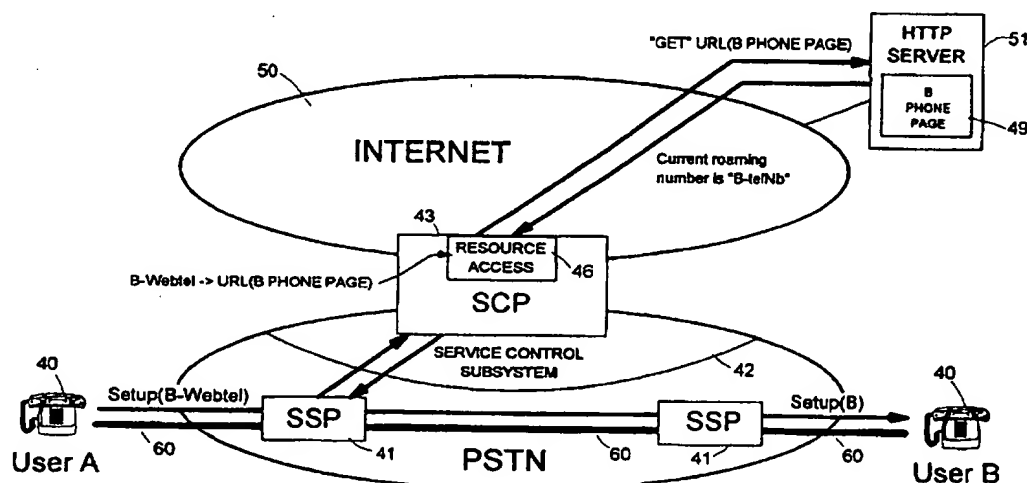 "GET" URL(B PHONE PAGE)
HTTP
SERVER
51
B
PHONE
PAGE
49
50
INTERNET
Current roaming
number is "B-telNb"
43
RESOURCE
ACCESS
46
B-Webtel -> URL(B PHONE PAGE)
SCP
SERVICE CONTROL
SUBSYSTEM
42
40
Setup(B-Webtel)
SSP
SSP
Setup(B)
40
60
41
60
41
60
User A
PSTN
User B